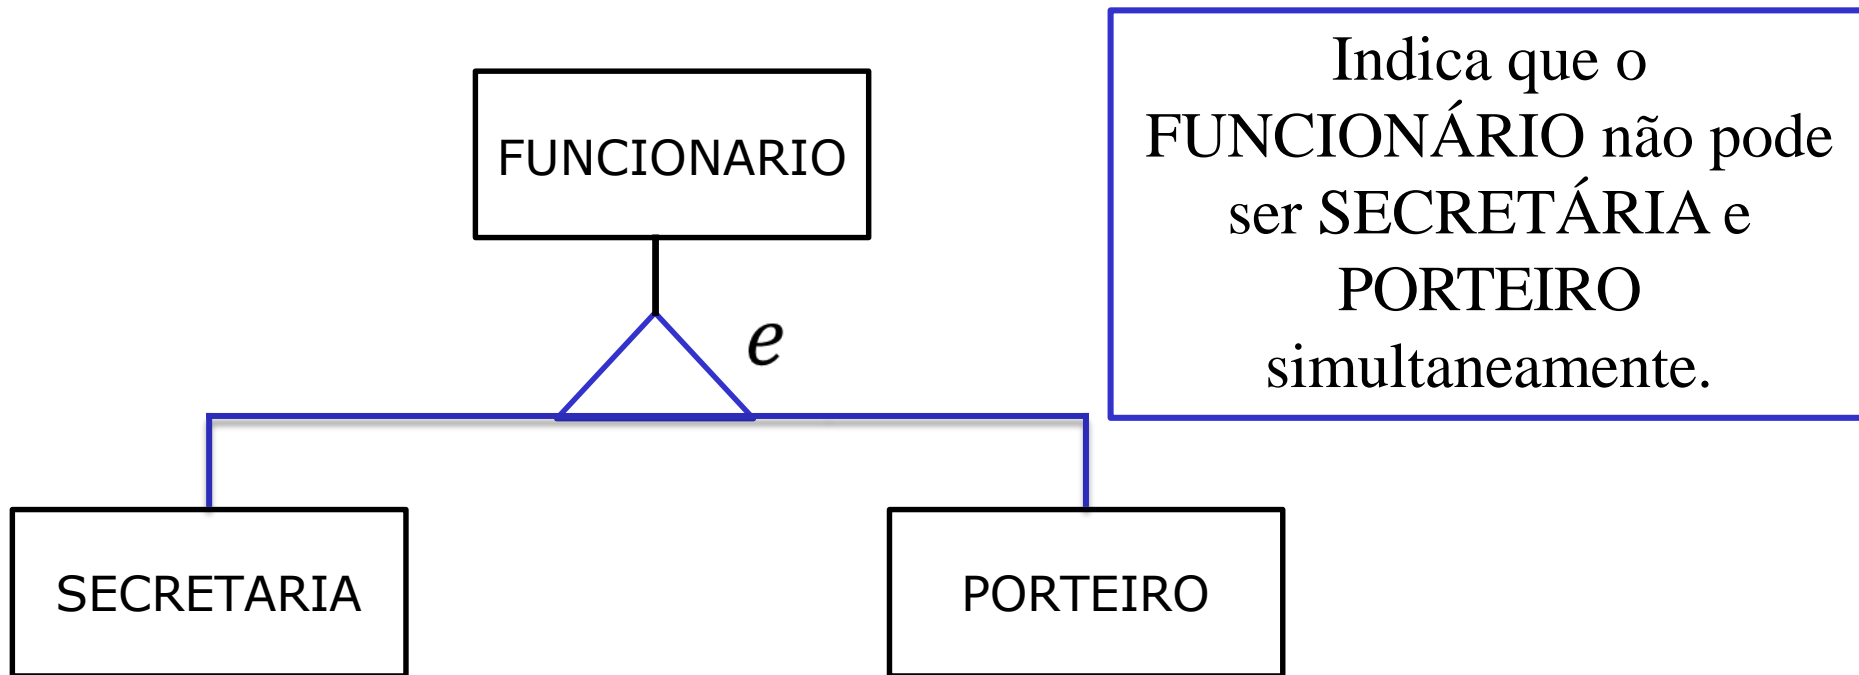 FUNCIONARIO
e
SECRETARIA
PORTEIRO
Indica que o
FUNCIONÁRIO não pode
ser SECRETÁRIA e
PORTEIRO
simultaneamente.